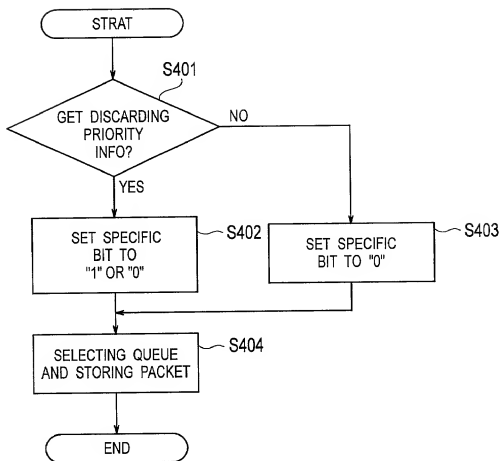 STRAT
S401
GET DISCARDING
PRIORITY
INFO?
NO
YES
SET SPECIFIC
BIT TO
"1" OR "0"
S402
SET SPECIFIC
BIT TO "0"
S403
SELECTING QUEUE
AND STORING PACKET
S404
END